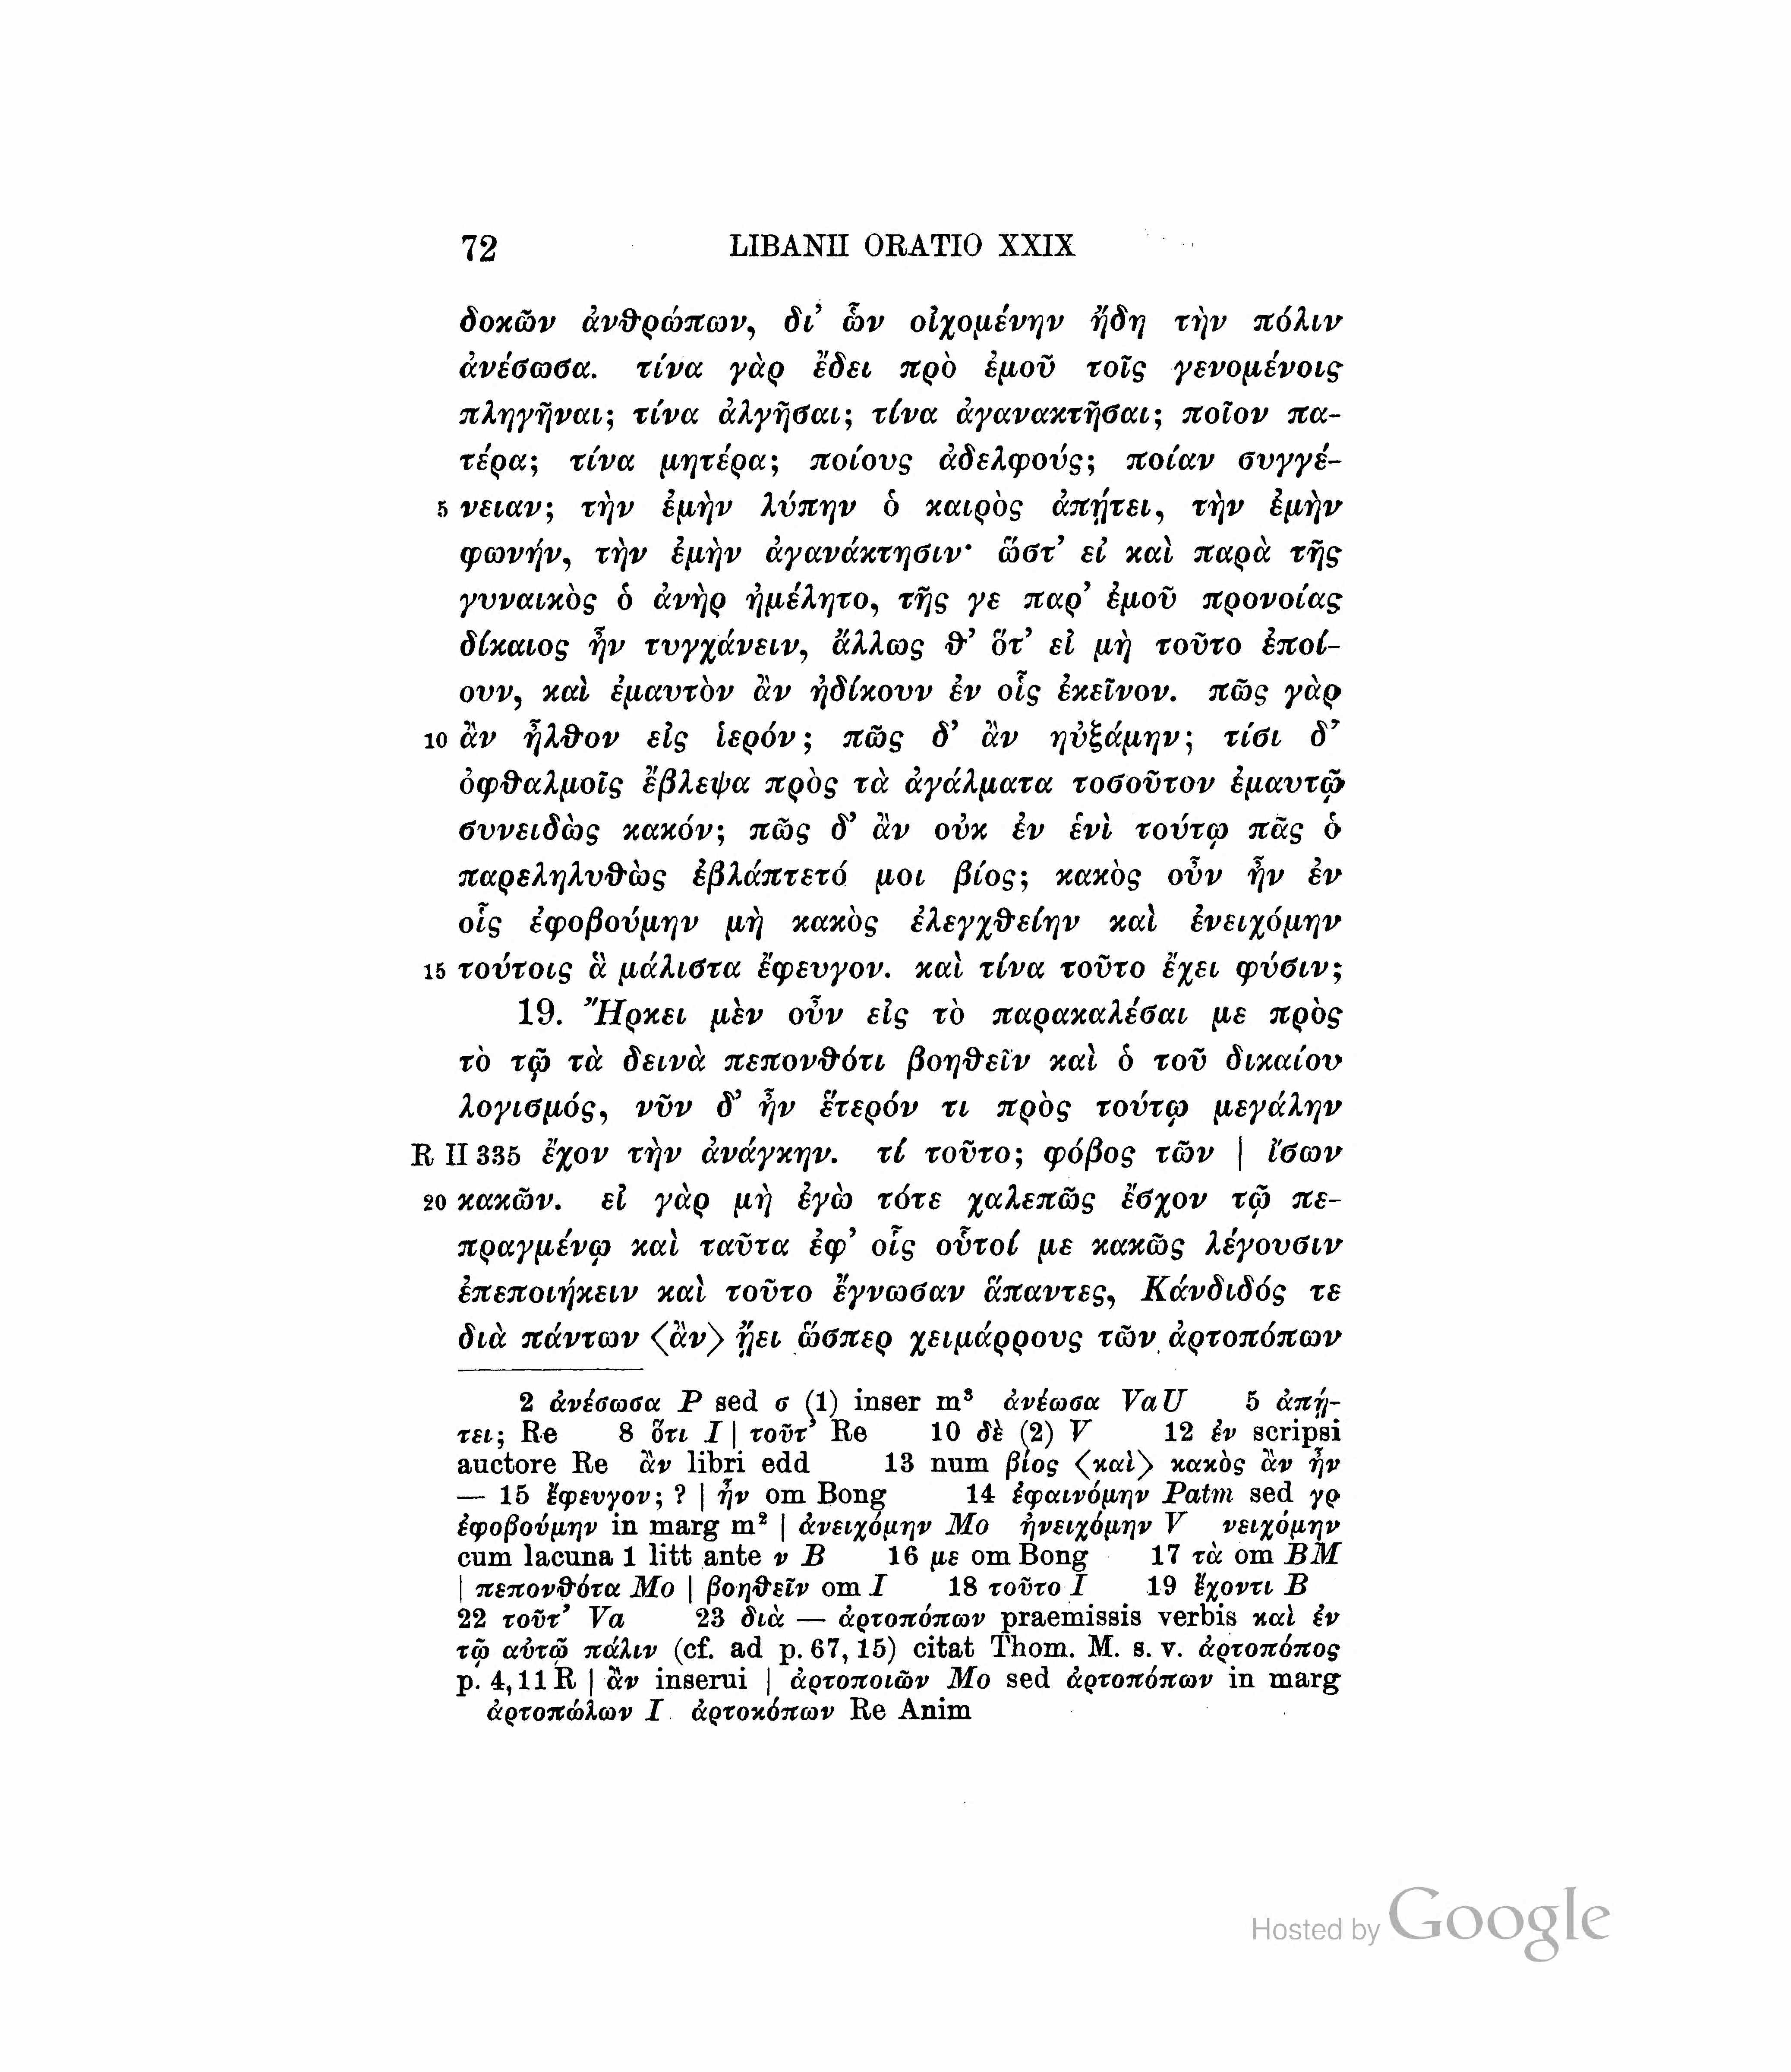 72 LIBANII ORATIO XXIX
δοκῶν ἀνθρώπων, δι’ ὧν οἰχομένην ἤδη τὴν πόλιν
ἀνέσωσα. τίνα γὰρ ἔδει πρὸ ἐμοῦ τοῖς γενομένοις
πληγῆναι; τίνα ἀλγῆσαι; τίνα ἀγανακτῆσαι; ποῖον πα-
τέρα; τίνα μητέρα; ποίους ἀδελφούς; ποίαν συγγέ-
5 νειαν; τὴν ἐμὴν λύπην ὁ καιρὸς ἀπῄτει, τὴν ἐμὴν
φωνήν, τὴν ἐμὴν ἀγανάκτησιν· ὥστ’ εἰ καὶ παρὰ τῆς
γυναικὸς ὁ ἀνὴρ ἠμέλητο, τῆς γε παρ’ ἐμοῦ προνοίας
δίκαιος ἦν τυγχάνειν, ἄλλως θ’ ὅτ’ εἰ μὴ τοῦτο ἐποί-
ουν, καὶ ἐμαυτὸν ἂν ἠδίκουν ἐν οἷς ἐκεῖνον. πῶς γὰρ
10 ἂν ἦλθον εἰς ἱερόν; πῶς δ’ ἂν ηὐξάμην; τίσι δ’
ὀφθαλμοῖς ἔβλεψα πρὸς τὰ ἀγάλματα τοσοῦτον ἐμαυτῷ
συνειδὼς κακόν; πῶς δ’ ἂν οὐκ ἐν ἑνὶ τούτῳ πᾶς ὁ
παρεληλυθὼς ἐβλάπτετό μοι βίος; κακὸς οὖν ἦν ἐν
οἷς ἐφοβούμην μὴ κακὸς ἐλεγχθείην καὶ ἐνειχόμην
15 τούτοις ἃ μάλιστα ἔφευγον. καὶ τίνα τοῦτο ἔχει φύσιν;
19. Ἤρκει μὲν οὖν εἰς τὸ παρακαλέσαι με πρὸς
τὸ τῷ τὰ δεινὰ πεπονθότι βοηθεῖν καὶ ὁ τοῦ δικαίου
λογισμός, νῦν δ’ ἦν ἕτερόν τι πρὸς τούτῳ μεγάλην
R II 335 ἔχον τὴν ἀνάγκην. τί τοῦτο; φόβος τῶν | ἴσων
20 κακῶν. εἰ γὰρ μὴ ἐγὼ τότε χαλεπῶς ἔσχον τῷ πε-
πραγμένῳ καὶ ταῦτα ἐφ’ οἷς οὗτοί με κακῶς λέγουσιν
ἐπεποιήκειν καὶ τοῦτο ἔγνωσαν ἅπαντες, Κάνδιδός τε
διὰ πάντων ⟨ἂν⟩ ᾔει ὥσπερ χειμάρρους τῶν ἀρτοπόπων
2 ἀνέσωσα P sed σ (1) inser m³ ἀνέωσα VaU 5 ἀπῄ-
τει; Re 8 ὅτι I | τοῦτ’ Re 10 δὲ (2) V 12 ἐν scripsi
auctore Re ἂν libri edd 13 num βίος ⟨καὶ⟩ κακὸς ἂν ἦν
— 15 ἔφευγον; ? | ἦν om Bong 14 ἐφαινόμην Patm sed γρ
ἐφοβούμην in marg m² | ἀνειχόμην Mo ἠνειχόμην V νειχόμην
cum lacuna 1 litt ante ν B 16 με om Bong 17 τὰ om BM
| πεπονθότα Mo | βοηθεῖν om I 18 τοῦτο I 19 ἔχοντι B
22 τοῦτ’ Va 23 διὰ — ἀρτοπόπων praemissis verbis καὶ ἐν
τῷ αὐτῷ πάλιν (cf. ad p. 67, 15) citat Thom. M. s. v. ἀρτοπόπος
p. 4, 11 R | ἂν inserui | ἀρτοποιῶν Mo sed ἀρτοπόπων in marg
ἀρτοπώλων I ἀρτοκόπων Re Anim
Hosted by Google